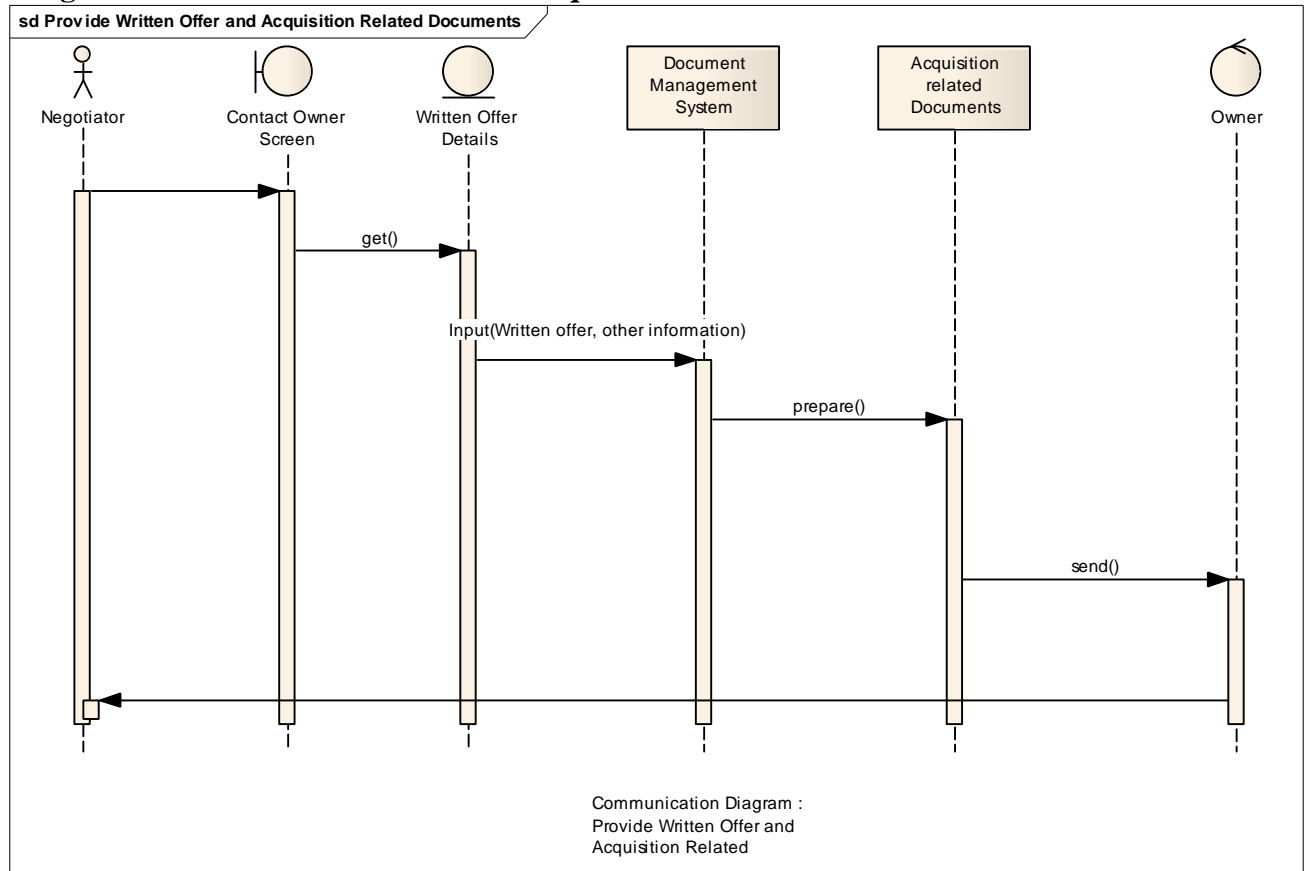 sd Provide Written Offer and Acquisition Related Documents
Negotiator
Contact Owner
Screen
Written Offer
Details
Document
Management
System
Acquisition
related
Documents
Owner
get()
Input(Written offer, other information)
prepare()
send()
Communication Diagram :
Provide Written Offer and
Acquisition Related